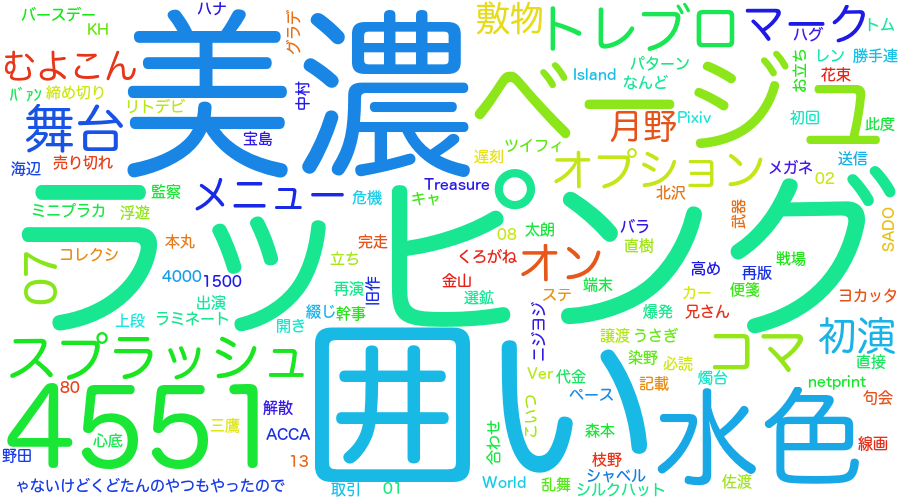 バースデー
KH
ハナ
グラデ
美濃
敷物
トレブロ
マーク
トム
ハグ
むよこん
ﾊﾞｧﾝ
締め切り
リトデビ
中村
Island
パターン
なんど
お立ち
レン
勝手連
花束
舞台
宝島
ベージュ
月野
Pixiv
初回
此度
海辺
売り切れ
遅刻
ツイフィ
オプション
メガネ
送信
02
監察
メニュー
危機
Treasure
キャ
北沢
武器
SADO
ミニプラカ
浮遊
ラッピング
コレクシ
本丸
完走
08
太朗
バラ
直樹
戦場
07
4000
1500
立ち
くろがね
オン
高め
再版
出演
再演
旧作
金山
選鉱
ステ
端末
カー
便箋
ヨカッタ
上段
ラミネート
開き
綴じ
幹事
ニジヨジ
爆発
兄さん
初演
スプラッシュ
囲い
譲渡
うさぎ
コマ
直接
染野
必読
80
4551
Ver
代金
記載
燭台
netprint
ペース
水色
句会
解散
三鷹
ACCA
心底
合わせ
森本
線画
野田
13
枝野
シャベル
佐渡
ゃないけどくどたんのやつもやったので
取引
01
World
乱舞
シルクハット